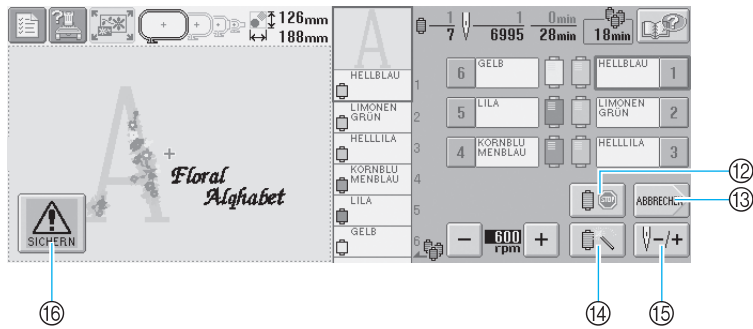 126mm
188mm
1
7
1
6995
0min
28min
18min
A
HELLBLAU
1
LIMONEN
GRÜN
2
HELLLILA
3
KORNBLU
MENBLAU
4
LILA
5
GELB
6
6 GELB
HELLBLAU 1
5 LILA
LIMONEN
GRÜN 2
4 KORNBLU
MENBLAU
HELLLILA 3
A
Floral
Alphabet
SICHERN
STOP
ABBRECHEN
− 600 +
rpm
−/+
⑫
⑬
⑭
⑮
⑯